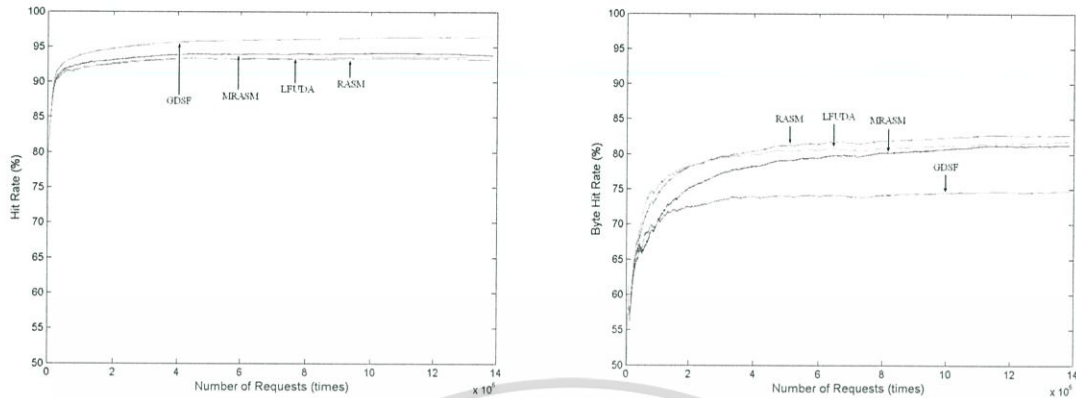 100
95
90
85
80
75
70
65
60
55
50
Hit Rate (%)
GDSF
MRASM
LFUDA
RASM
0 2 4 6 8 10 12 14
Number of Requests (times)
x 10⁵
100
95
90
85
80
75
70
65
60
55
50
Byte Hit Rate (%)
RASM
LFUDA
MRASM
GDSF
0 2 4 6 8 10 12 14
Number of Requests (times)
x 10⁵